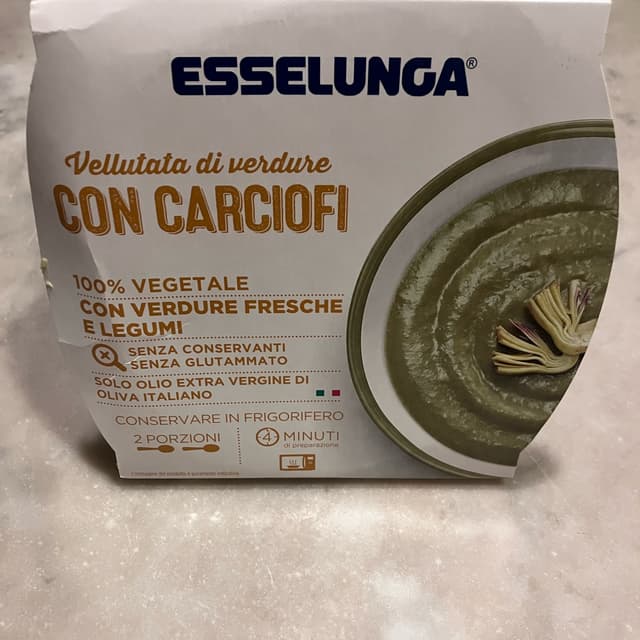 ESSELUNGA®
Vellutata di verdure
CON CARCIOFI
100% VEGETALE
CON VERDURE FRESCHE
E LEGUMI
SENZA CONSERVANTI
SENZA GLUTAMMATO
SOLO OLIO EXTRA VERGINE DI
OLIVA ITALIANO
CONSERVARE IN FRIGORIFERO
2 PORZIONI
4 MINUTI
di preparazione